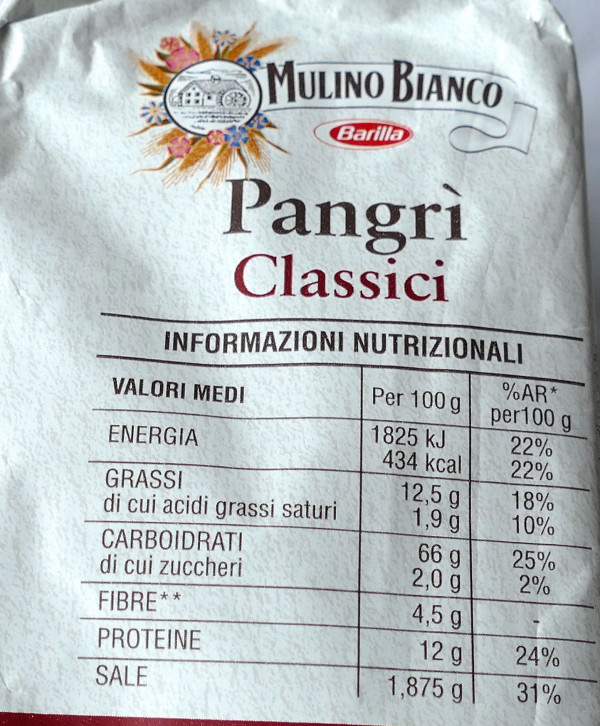 MULINO BIANCO
Barilla
Pangrì
Classici
INFORMAZIONI NUTRIZIONALI
VALORI MEDI Per 100 g %AR* per100 g
ENERGIA 1825 kJ 22%
434 kcal 22%
GRASSI 12,5 g 18%
di cui acidi grassi saturi 1,9 g 10%
CARBOIDRATI 66 g 25%
di cui zuccheri 2,0 g 2%
FIBRE** 4,5 g -
PROTEINE 12 g 24%
SALE 1,875 g 31%